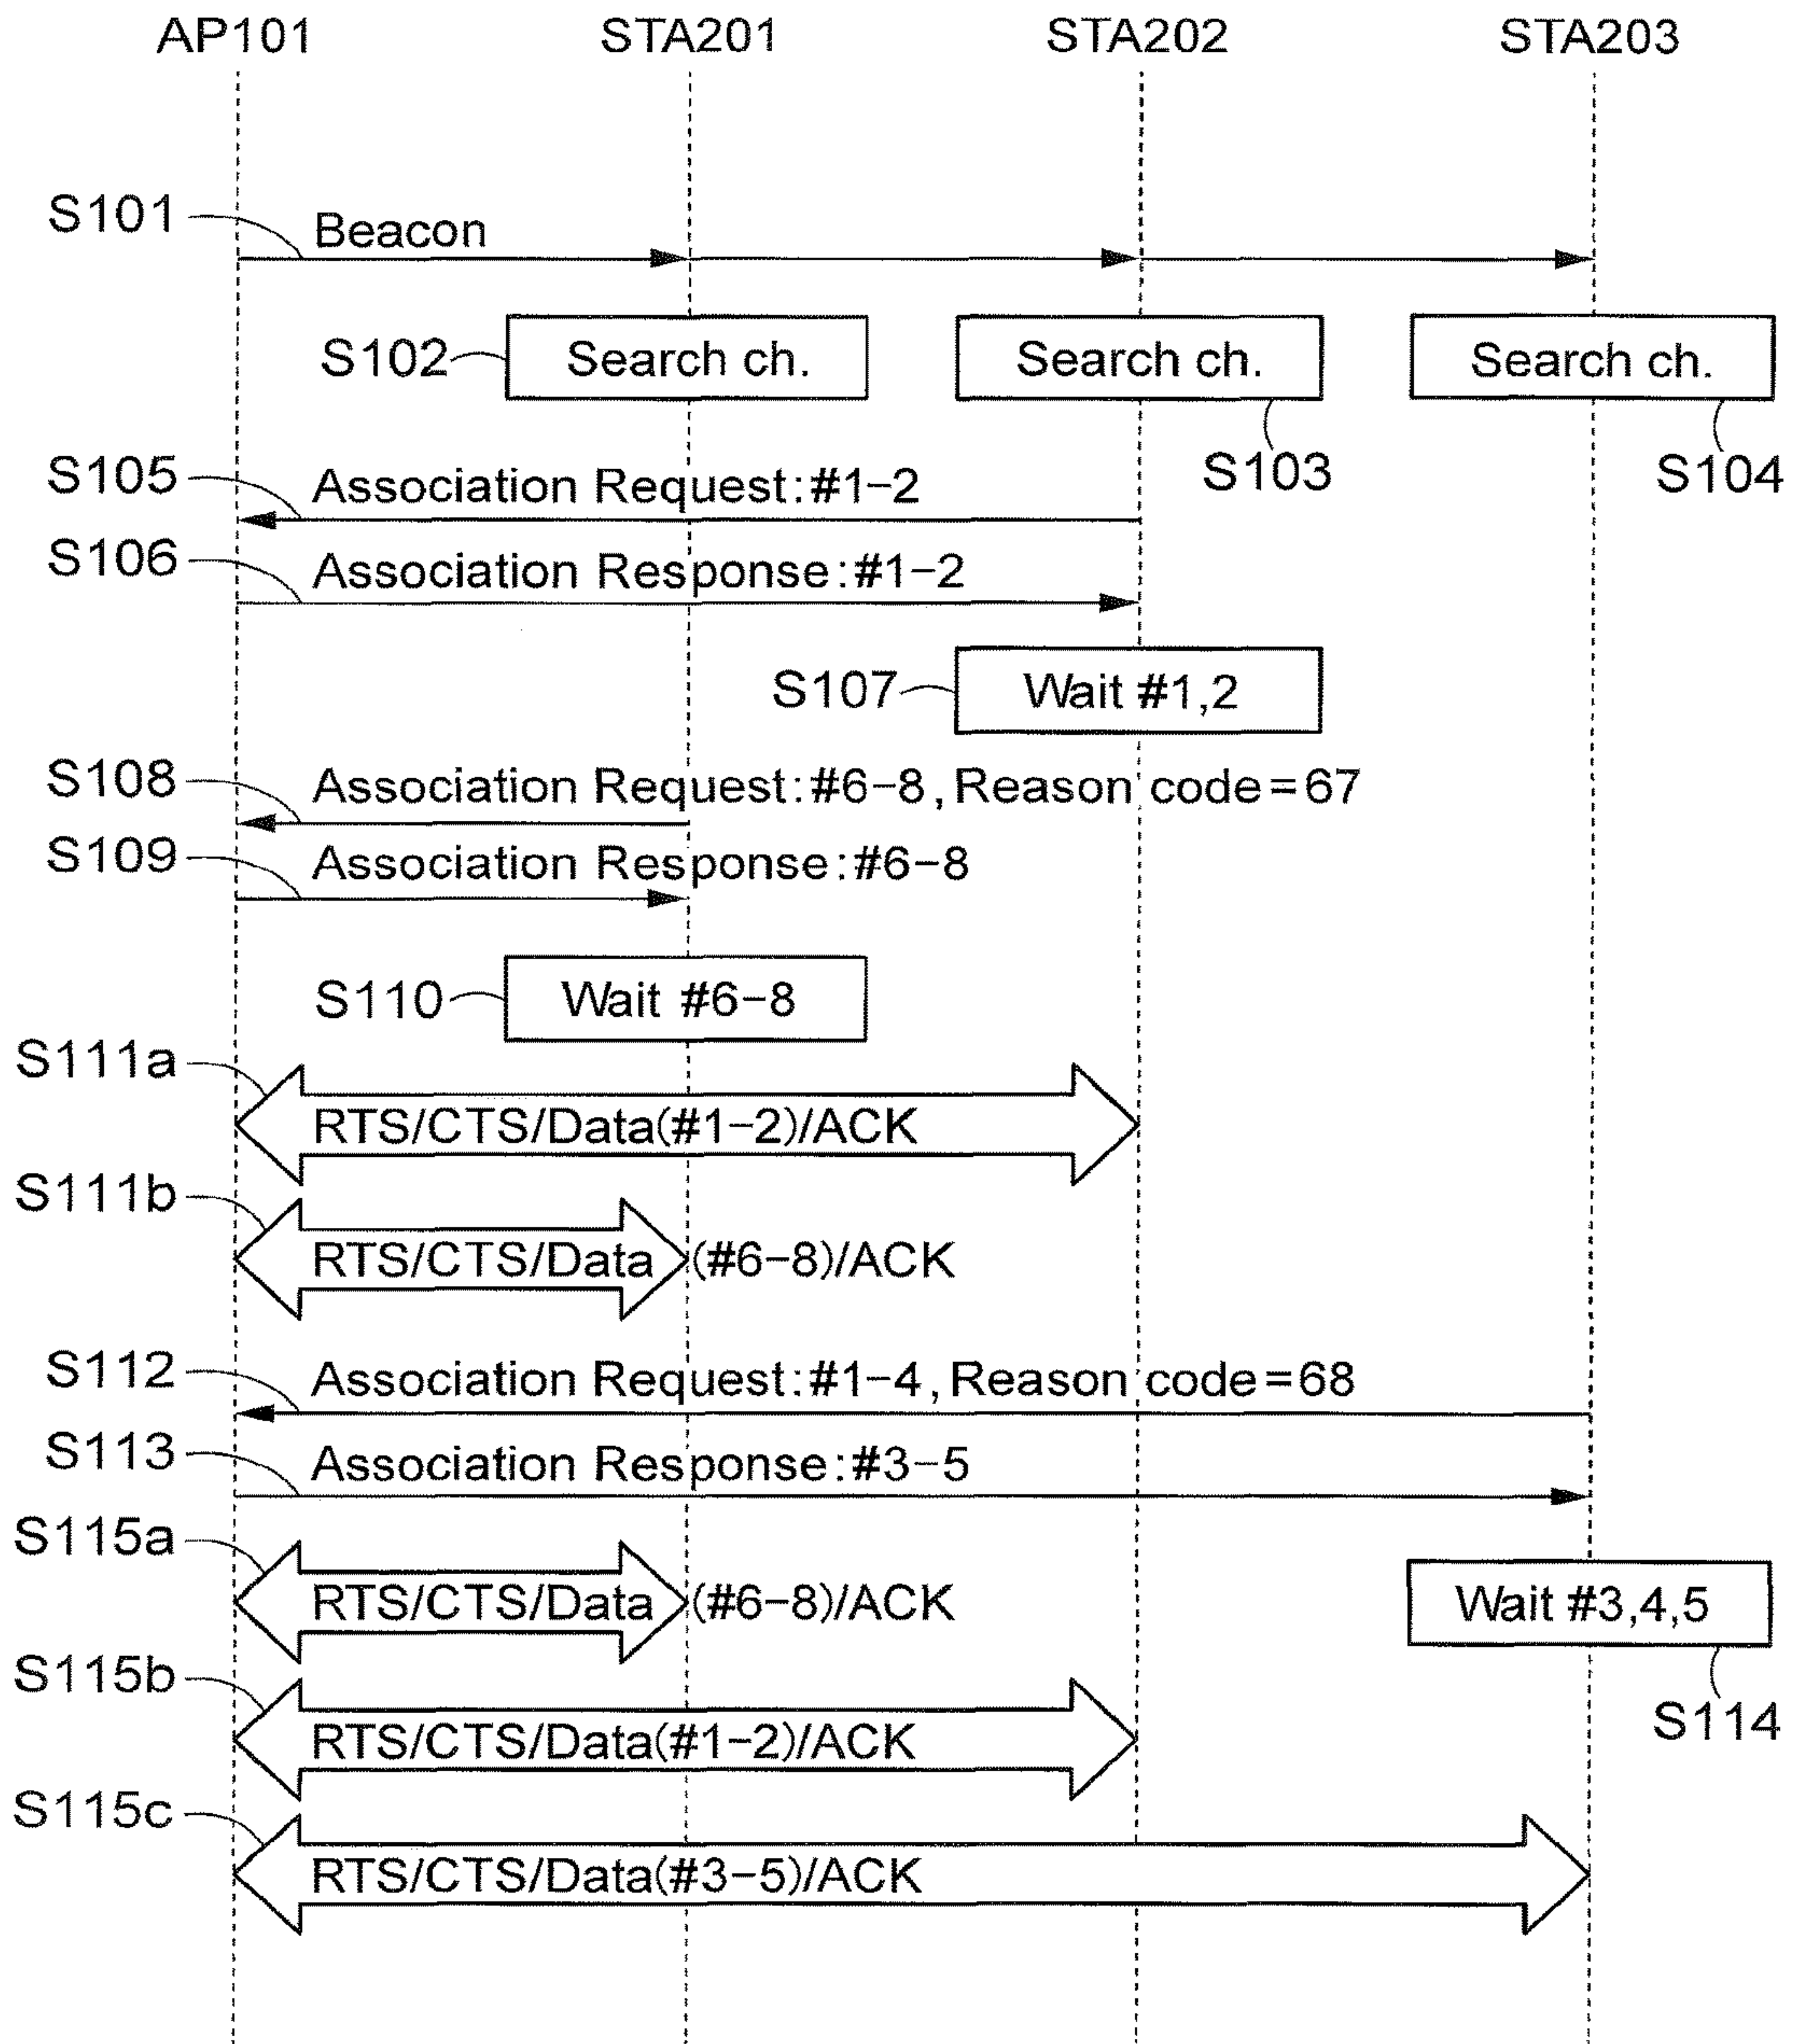 AP101 STA201 STA202 STA203
S101 Beacon
S102 Search ch. Search ch. Search ch.
S103 S104
S105 Association Request:#1-2
S106 Association Response:#1-2
S107 Wait #1,2
S108 Association Request:#6-8, Reason code=67
S109 Association Response:#6-8
S110 Wait #6-8
S111a RTS/CTS/Data(#1-2)/ACK
S111b RTS/CTS/Data (#6-8)/ACK
S112 Association Request:#1-4, Reason code=68
S113 Association Response:#3-5
S115a RTS/CTS/Data (#6-8)/ACK Wait #3,4,5
S115b RTS/CTS/Data(#1-2)/ACK S114
S115c RTS/CTS/Data(#3-5)/ACK